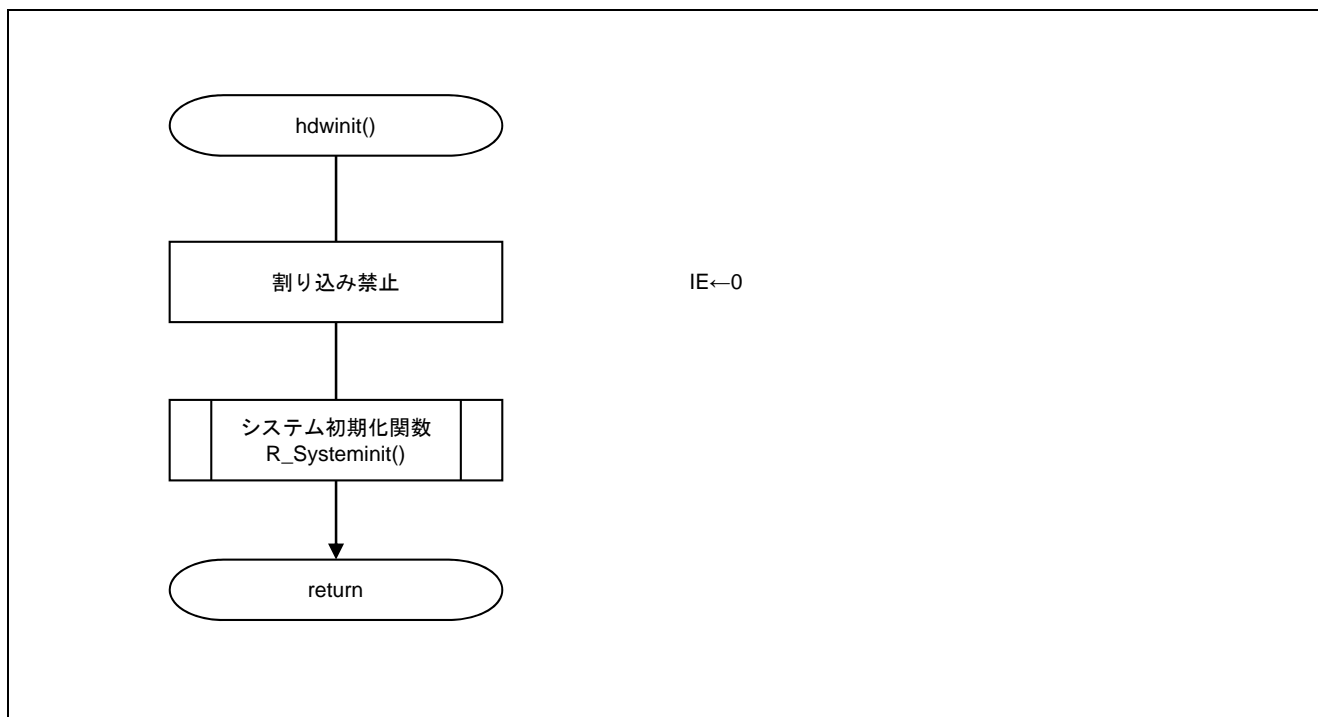 hdwinit()
割り込み禁止
IE←0
システム初期化関数
R_Systeminit()
return